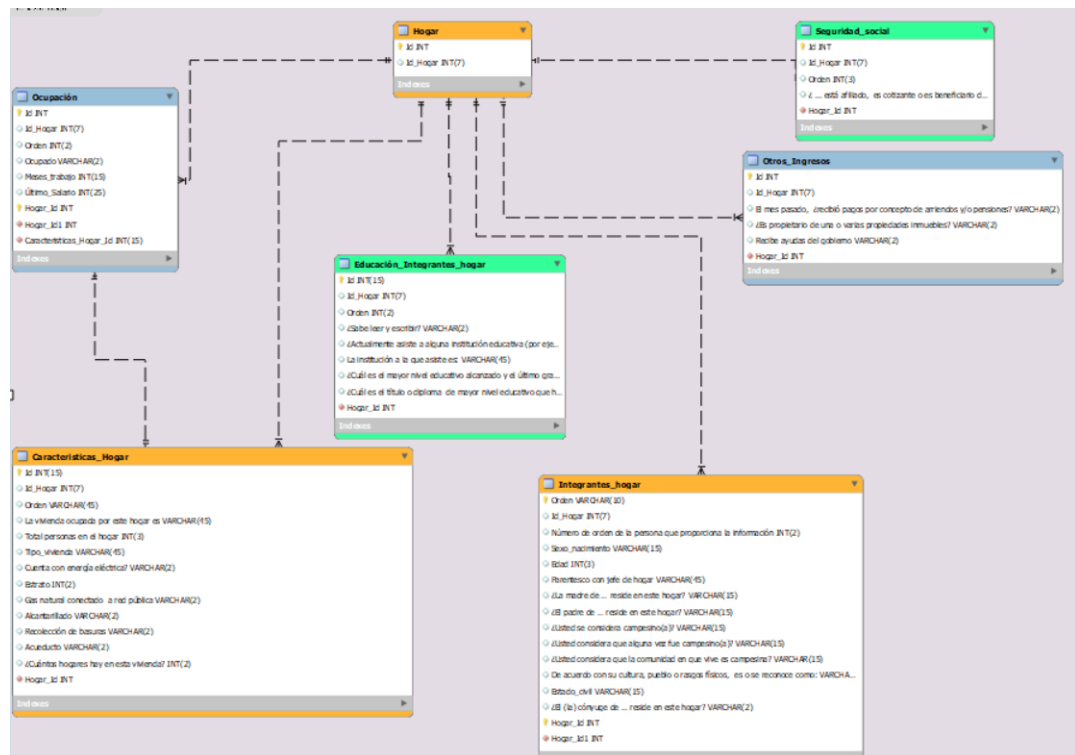 Hogar
Id INT
Id_Hogar INT(7)
Indexes
Seguridad_social
Id INT
Id_Hogar INT(7)
Orden INT(3)
¿ ... está afiliado, es cotizante o es beneficiario d...
Hogar_Id INT
Indexes
Ocupación
Id INT
Id_Hogar INT(7)
Orden INT(2)
Ocupado VARCHAR(2)
Meses_trabajo INT(15)
Último_Salario INT(25)
Hogar_Id INT
Hogar_Id1 INT
Características_Hogar_Id INT(15)
Indexes
Otros_Ingresos
Id INT
Id_Hogar INT(7)
El mes pasado, ¿recibió pagos por concepto de arriendos y/o pensiones? VARCHAR(2)
¿Es propietario de una o varias propiedades inmuebles? VARCHAR(2)
Recibe ayudas del gobierno VARCHAR(2)
Hogar_Id INT
Indexes
Educación_Integrantes_hogar
Id INT(15)
Id_Hogar INT(7)
Orden INT(2)
¿Sabe leer y escribir? VARCHAR(2)
¿Actualmente asiste a alguna institución educativa (por eje...
La institución a la que asiste es: VARCHAR(45)
¿Cuál es el mayor nivel educativo alcanzado y el último gra...
¿Cuál es el título o diploma de mayor nivel educativo que h...
Hogar_Id INT
Indexes
Características_Hogar
Id INT(15)
Id_Hogar INT(7)
Orden VARCHAR(45)
La vivienda ocupada por este hogar es VARCHAR(45)
Total personas en el hogar INT(3)
Tipo_vivienda VARCHAR(45)
Cuenta con energía eléctrica? VARCHAR(2)
Estrato INT(2)
Gas natural conectado a red pública VARCHAR(2)
Alcantarillado VARCHAR(2)
Recolección de basuras VARCHAR(2)
Acueducto VARCHAR(2)
¿Cuántos hogares hay en esta vivienda? INT(2)
Hogar_Id INT
Indexes
Integrantes_hogar
Orden VARCHAR(10)
Id_Hogar INT(7)
Número de orden de la persona que proporciona la información INT(2)
Sexo_nacimiento VARCHAR(15)
Edad INT(3)
Parentesco con jefe de hogar VARCHAR(45)
¿La madre de ... reside en este hogar? VARCHAR(15)
¿El padre de ... reside en este hogar? VARCHAR(15)
¿Usted se considera campesino(a)? VARCHAR(15)
¿Usted considera que alguna vez fue campesino(a)? VARCHAR(15)
¿Usted considera que la comunidad en que vive es campesina? VARCHAR(15)
De acuerdo con su cultura, pueblo o rasgos físicos, es o se reconoce como: VARCHA...
Estado_civil VARCHAR(15)
¿El (la) cónyuge de ... reside en este hogar? VARCHAR(2)
Hogar_Id INT
Hogar_Id1 INT